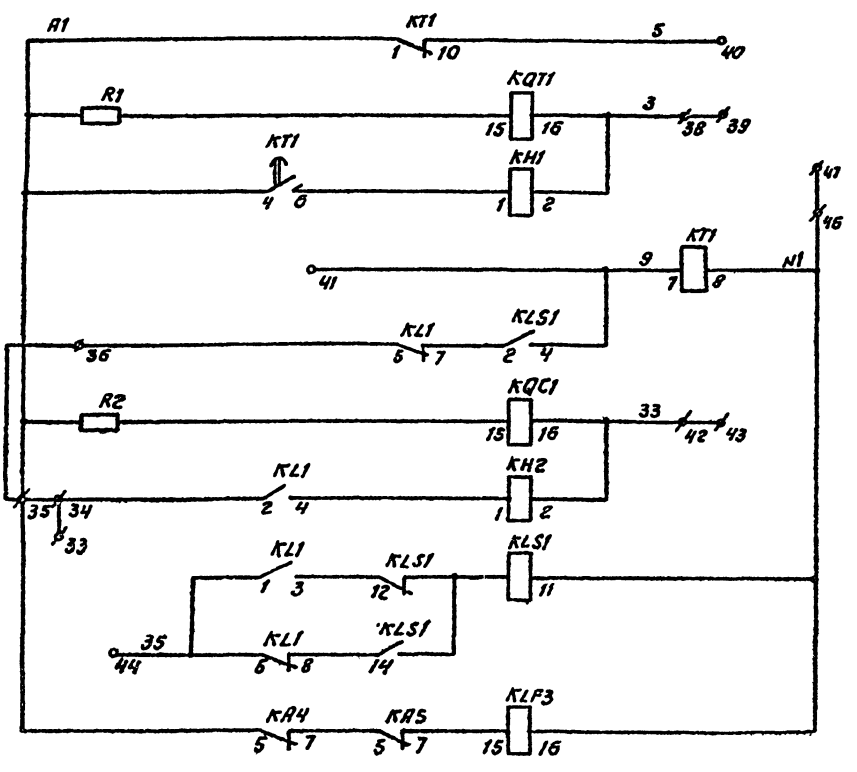 A1 KT1 5
1 10 40
R1 KQT1 3
15 16 38 39
KT1 KH1
4 6 1 2
47
46
9 KT1 N1
41 7 8
KL1 KLS1
36 5 7 2 4
R2 KQC1 33
15 16 42 43
KL1 KH2
35 34 2 4 1 2
33
KL1 KLS1 KLS1
1 3 12 11
35 KL1 KLS1
44 6 8 14
KA4 KA5 KLP3
5 7 5 7 15 16